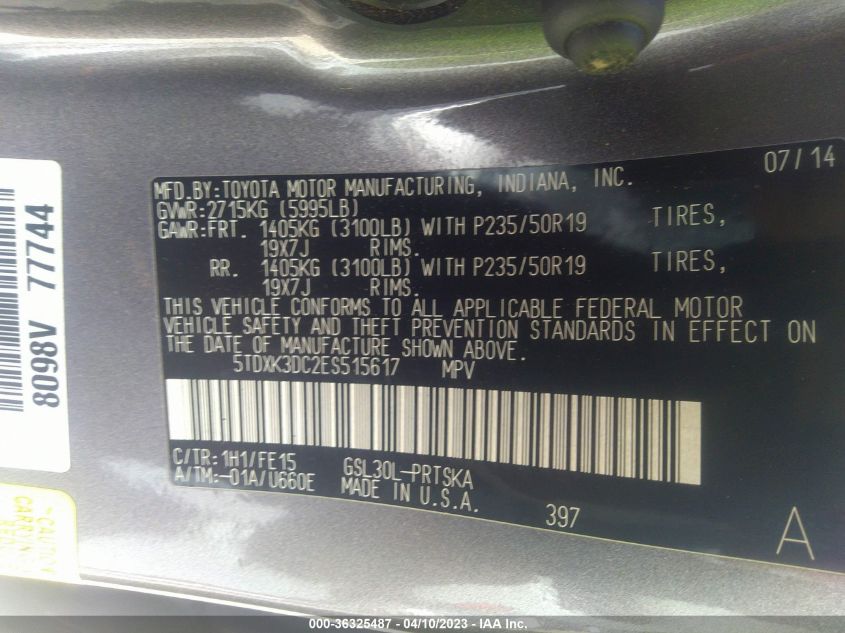 07/14
MFD.BY:TOYOTA MOTOR MANUFACTURING, INDIANA, INC.
GVWR:2715KG (5995LB)
GAWR:FRT. 1405KG (3100LB) WITH P235/50R19 TIRES,
19X7J RIMS.
RR. 1405KG (3100LB) WITH P235/50R19 TIRES,
19X7J RIMS.
THIS VEHICLE CONFORMS TO ALL APPLICABLE FEDERAL MOTOR
VEHICLE SAFETY AND THEFT PREVENTION STANDARDS IN EFFECT ON
THE DATE OF MANUFACTURE SHOWN ABOVE.
5TDXK3DC2ES515617 MPV
C/TR:1H1/FE15 GSL30L-PRTSKA
A/TM:-01A/U660E MADE IN U.S.A.
397
A
8098V 77744
000-36325487 - 04/10/2023 - IAA Inc.